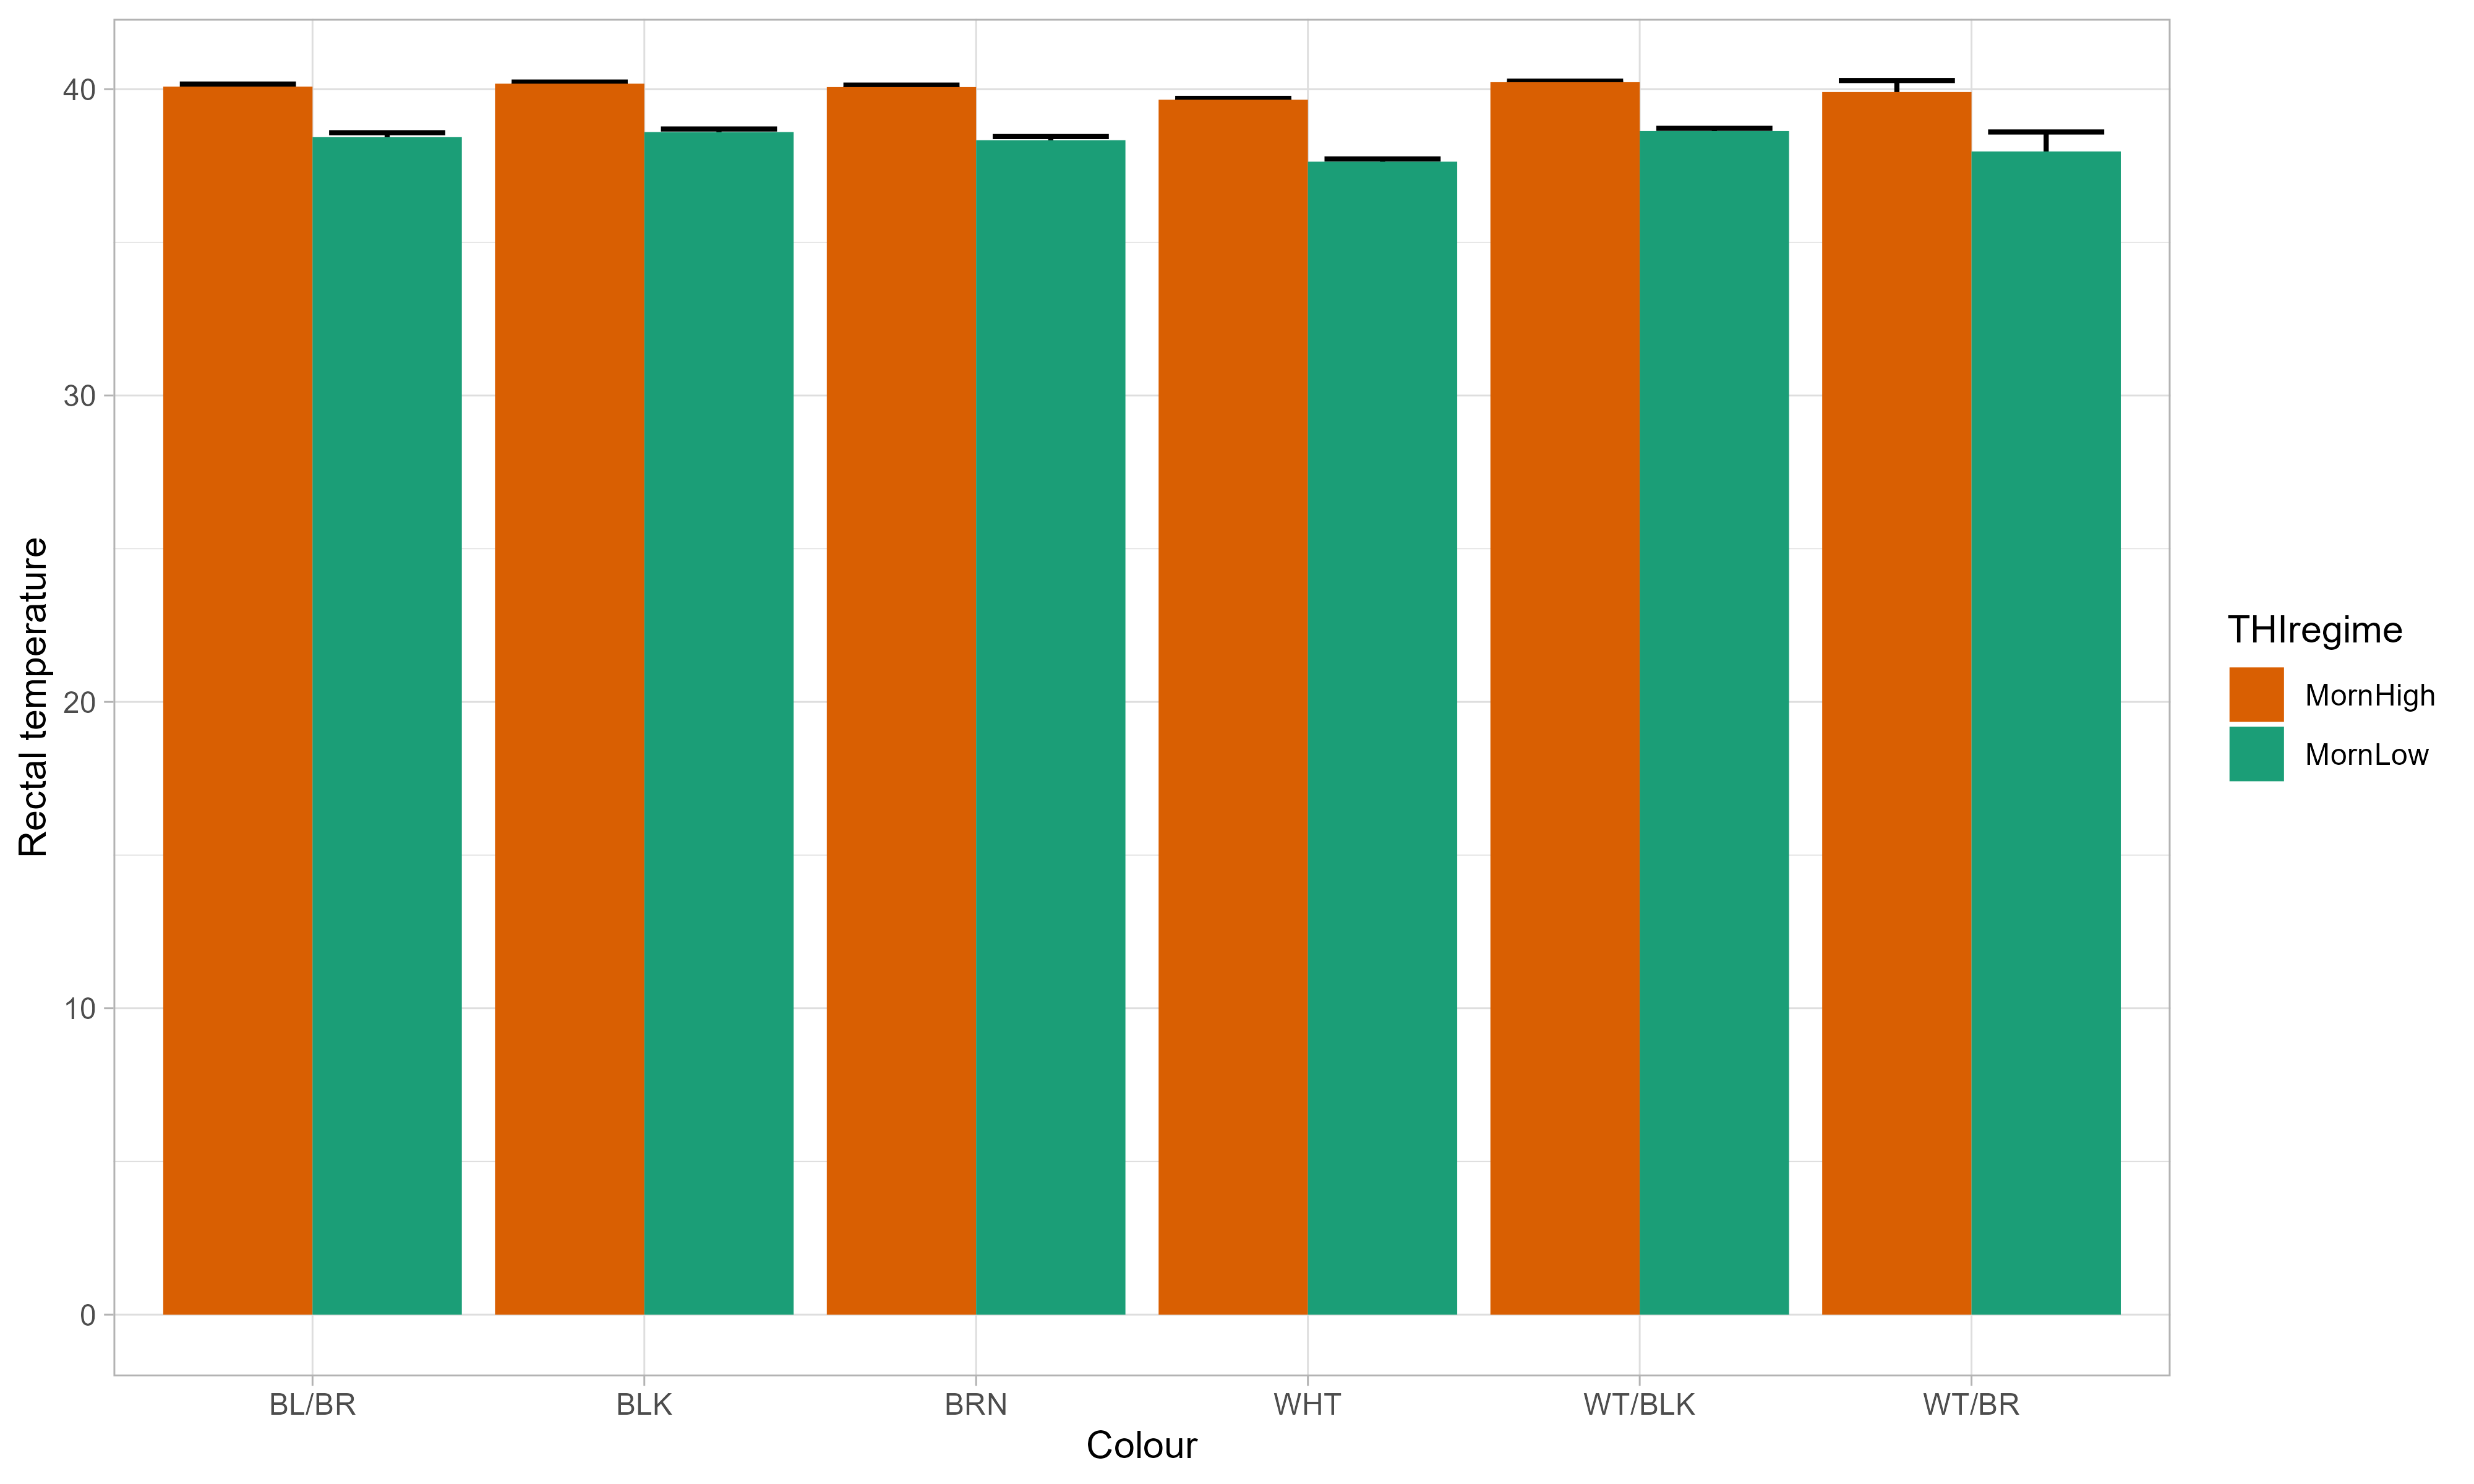 40
30
20
10
0
Rectal temperature
BL/BR BLK BRN WHT WT/BLK WT/BR
Colour
THIregime
MornHigh
MornLow